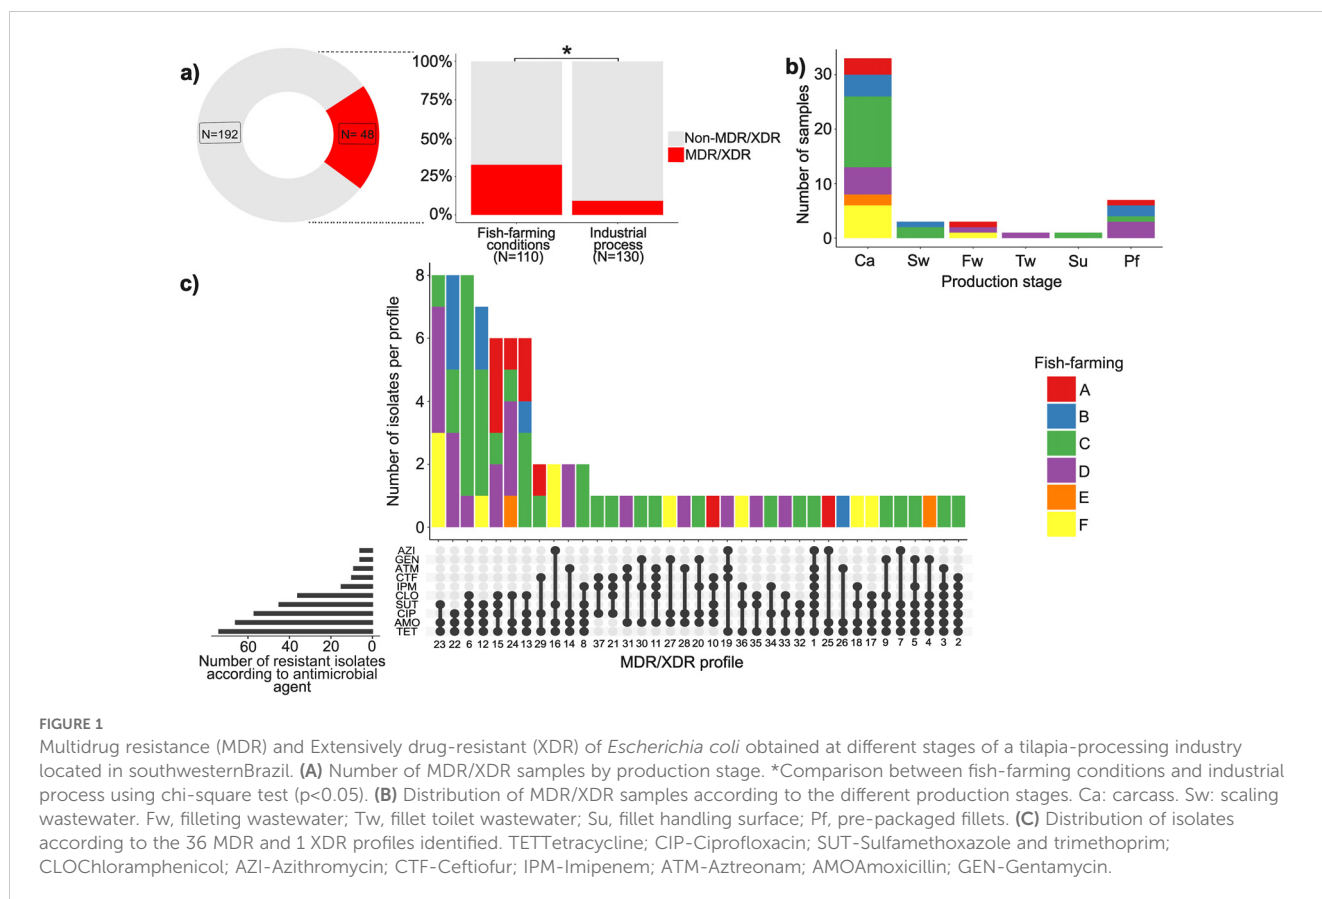 a)
N=192
N= 48
*
100%
75%
50%
25%
0%
Fish-farming
conditions
(N=110)
Industrial
process
(N=130)
Non-MDR/XDR
MDR/XDR
b)
Number of samples
30
20
10
0
Ca Sw Fw Tw Su Pf
Production stage
c)
Number of isolates per profile
8
6
4
2
0
Fish-farming
A
B
C
D
E
F
AZI
GEN
ATM
CTF
IPM
CLO
SUT
CIP
AMO
TET
60 40 20 0
Number of resistant isolates
according to antimicrobial
agent
23 22 6 12 15 24 13 29 16 14 8 37 21 31 30 11 27 28 20 10 19 36 35 34 33 32 1 25 26 18 17 9 7 5 4 3 2
MDR/XDR profile
FIGURE 1
Multidrug resistance (MDR) and Extensively drug-resistant (XDR) of Escherichia coli obtained at different stages of a tilapia-processing industry
located in southwesternBrazil. (A) Number of MDR/XDR samples by production stage. *Comparison between fish-farming conditions and industrial
process using chi-square test (p<0.05). (B) Distribution of MDR/XDR samples according to the different production stages. Ca: carcass. Sw: scaling
wastewater. Fw, filleting wastewater; Tw, fillet toilet wastewater; Su, fillet handling surface; Pf, pre-packaged fillets. (C) Distribution of isolates
according to the 36 MDR and 1 XDR profiles identified. TETTetracycline; CIP-Ciprofloxacin; SUT-Sulfamethoxazole and trimethoprim;
CLOChloramphenicol; AZI-Azithromycin; CTF-Ceftiofur; IPM-Imipenem; ATM-Aztreonam; AMOAmoxicillin; GEN-Gentamycin.